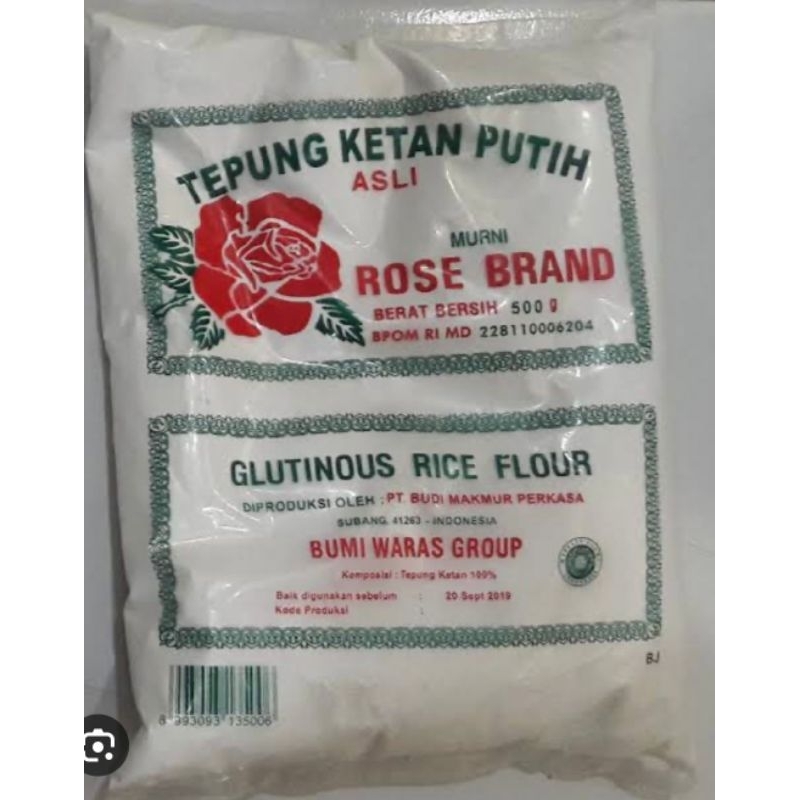 TEPUNG KETAN PUTIH
ASLI
MURNI
ROSE BRAND
BERAT BERSIH 500 g
BPOM RI MD 228110006204
GLUTINOUS RICE FLOUR
DIPRODUKSI OLEH : PT BUDI MAKMUR PERKASA
SUBANG, 41263 - INDONESIA
BUMI WARAS GROUP
Komposisi : Tepung Ketan 100%
Baik digunakan sebelum : 20 Sept 2019
Kode Produksi :
BJ
8 993093 135006